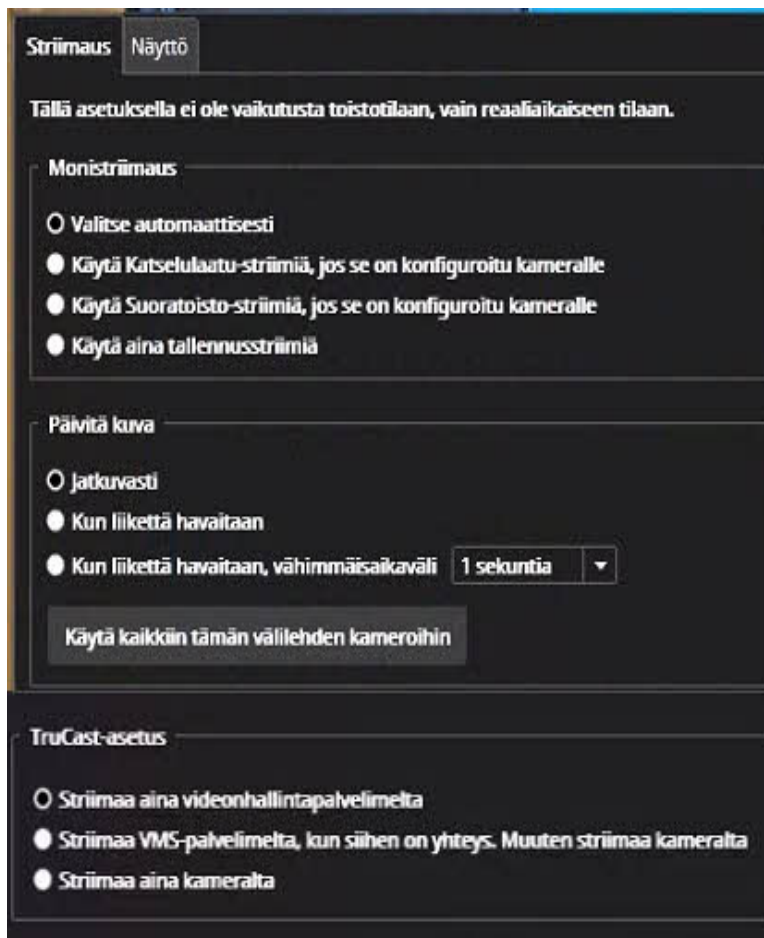 Striimaus
Näyttö
Tällä asetuksella ei ole vaikutusta toistotilaan, vain reaaliaikaiseen tilaan.
Monistriimaus
Valitse automaattisesti
Käytä Katselulaatu-striimiä, jos se on konfiguroitu kameralle
Käytä Suoratoisto-striimiä, jos se on konfiguroitu kameralle
Käytä aina tallennusstriimiä
Päivitä kuva
Jatkuvasti
Kun liikettä havaitaan
Kun liikettä havaitaan, vähimmäisaikaväli 1 sekuntia
Käytä kaikkiin tämän välilehden kameroihin
TruCast-asetus
Striimaa aina videonhallintapalvelimelta
Striimaa VMS-palvelimelta, kun siihen on yhteys. Muuten striimaa kameralta
Striimaa aina kameralta